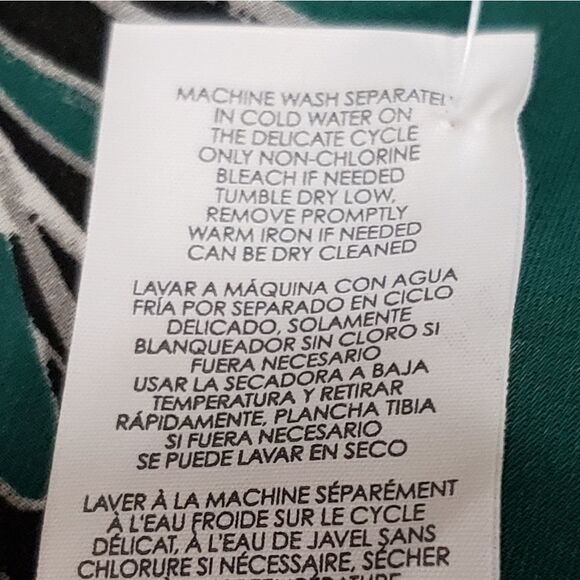 MACHINE WASH SEPARATEL
IN COLD WATER ON
THE DELICATE CYCLE
ONLY NON-CHLORINE
BLEACH IF NEEDED
TUMBLE DRY LOW,
REMOVE PROMPTLY
WARM IRON IF NEEDED
CAN BE DRY CLEANED
LAVAR A MÁQUINA CON AGUA
FRÍA POR SEPARADO EN CICLO
DELICADO, SOLAMENTE
BLANQUEADOR SIN CLORO SI
FUERA NECESARIO
USAR LA SECADORA A BAJA
TEMPERATURA Y RETIRAR
RÁPIDAMENTE, PLANCHA TIBIA
SI FUERA NECESARIO
SE PUEDE LAVAR EN SECO
LAVER À LA MACHINE SÉPARÉMENT
À L'EAU FROIDE SUR LE CYCLE
DÉLICAT, À L'EAU DE JAVEL SANS
CHLORURE SI NÉCESSAIRE, SÉCHER